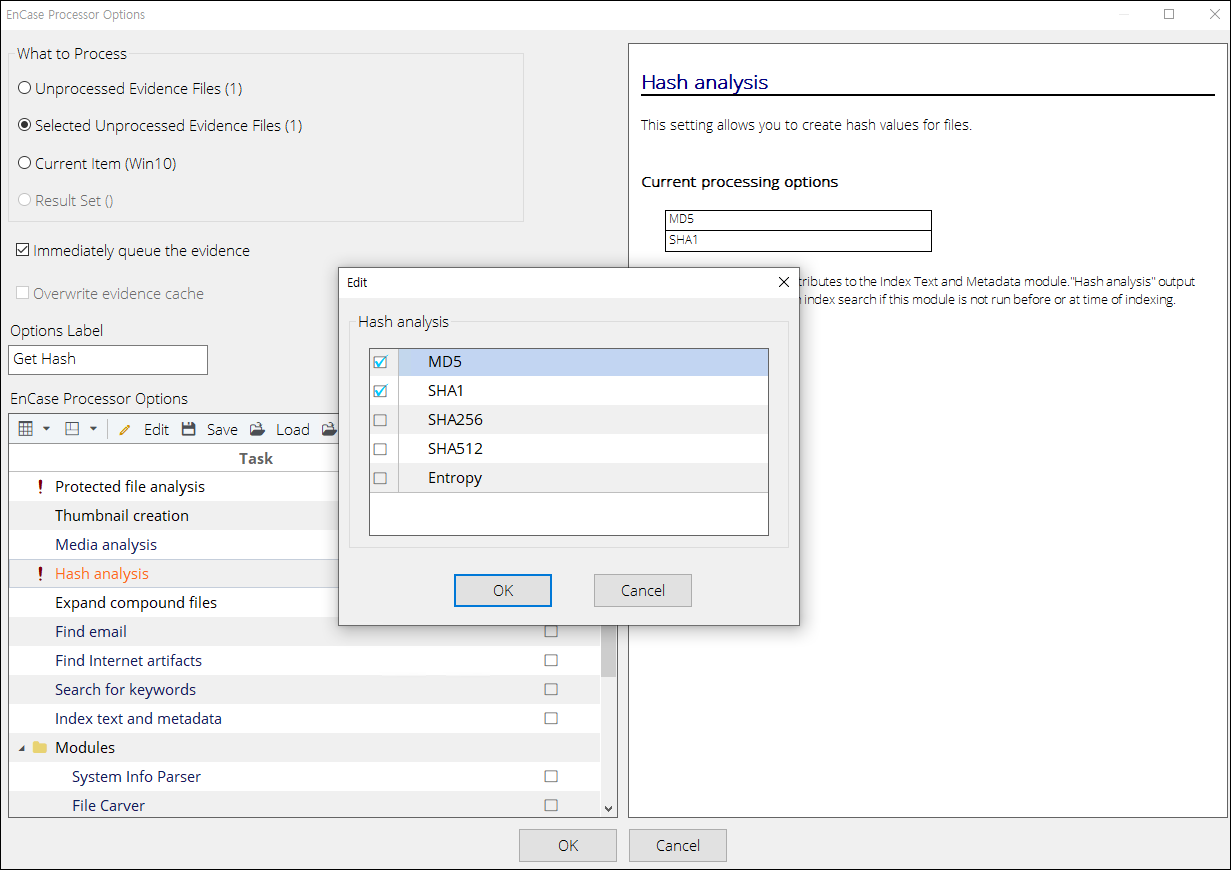 EnCase Processor Options
What to Process
Unprocessed Evidence Files (1)
Selected Unprocessed Evidence Files (1)
Current Item (Win10)
Result Set ()
Immediately queue the evidence
Overwrite evidence cache
Options Label
Get Hash
EnCase Processor Options
Edit Save Load
Task
Protected file analysis
Thumbnail creation
Media analysis
Hash analysis
Expand compound files
Find email
Find Internet artifacts
Search for keywords
Index text and metadata
Modules
System Info Parser
File Carver
Hash analysis
This setting allows you to create hash values for files.
Current processing options
MD5
SHA1
tributes to the Index Text and Metadata module."Hash analysis" output
index search if this module is not run before or at time of indexing.
Edit
Hash analysis
MD5
SHA1
SHA256
SHA512
Entropy
OK Cancel
OK Cancel